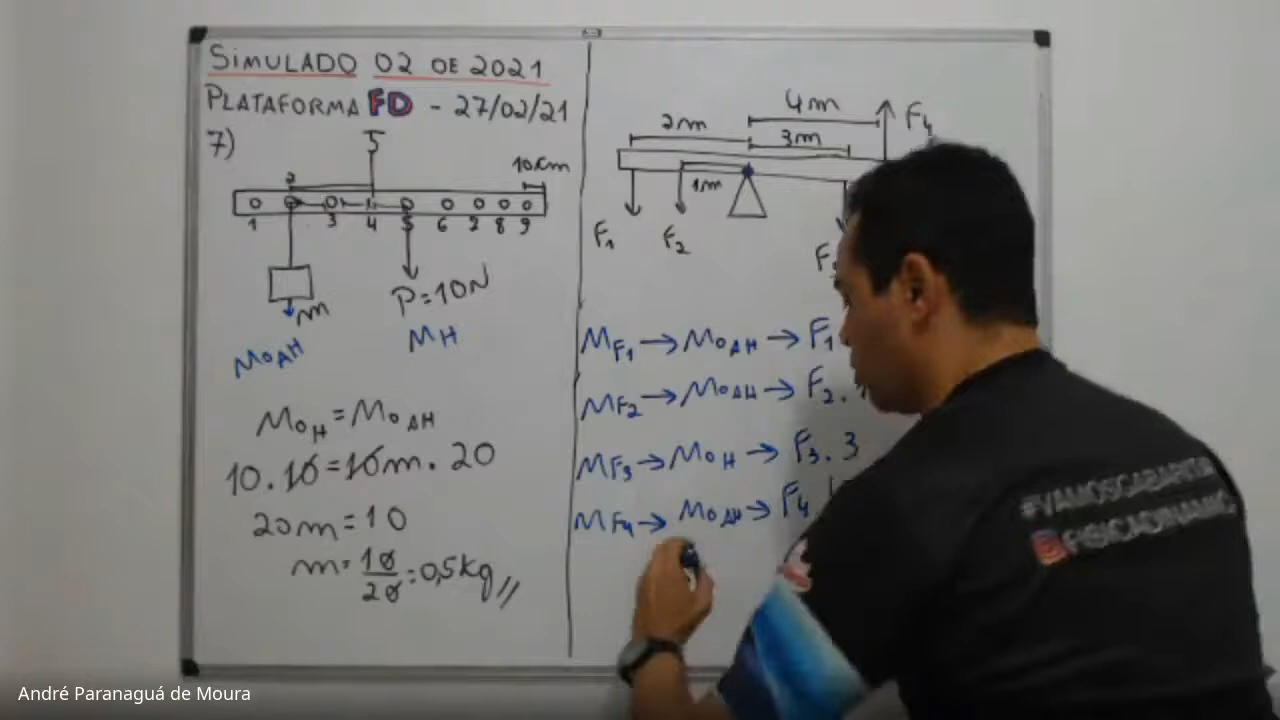 SIMULADO 02 DE 2021
PLATAFORMA FD - 27/02/21
7)
5
10cm
2
1 3 4 5 6 7 8 9
m
P=10N
MoAH
MH
MoH = MoAH
10.10=10m.20
20m=10
m=10/20=0,5kg//
4m
2m
3m
F4
1m
F1
F2
MF1→MoAH→F1
MF2→MoAH→F2.
MF3→MoH→F3.3
MF4→MoAH→F4
#VAMOSGABARITAR
André Paranaguá de Moura